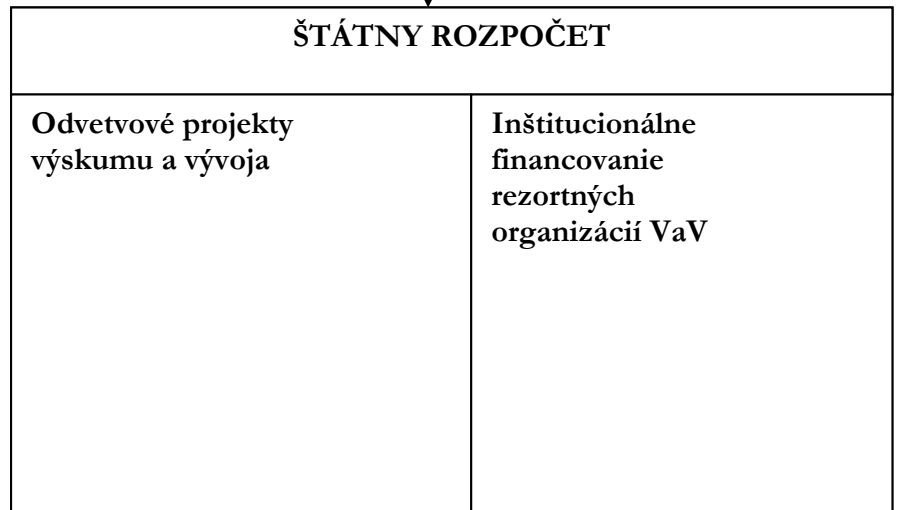 ŠTÁTNY ROZPOČET
Odvetvové projekty
výskumu a vývoja
Inštitucionálne
financovanie
rezortných
organizácií VaV